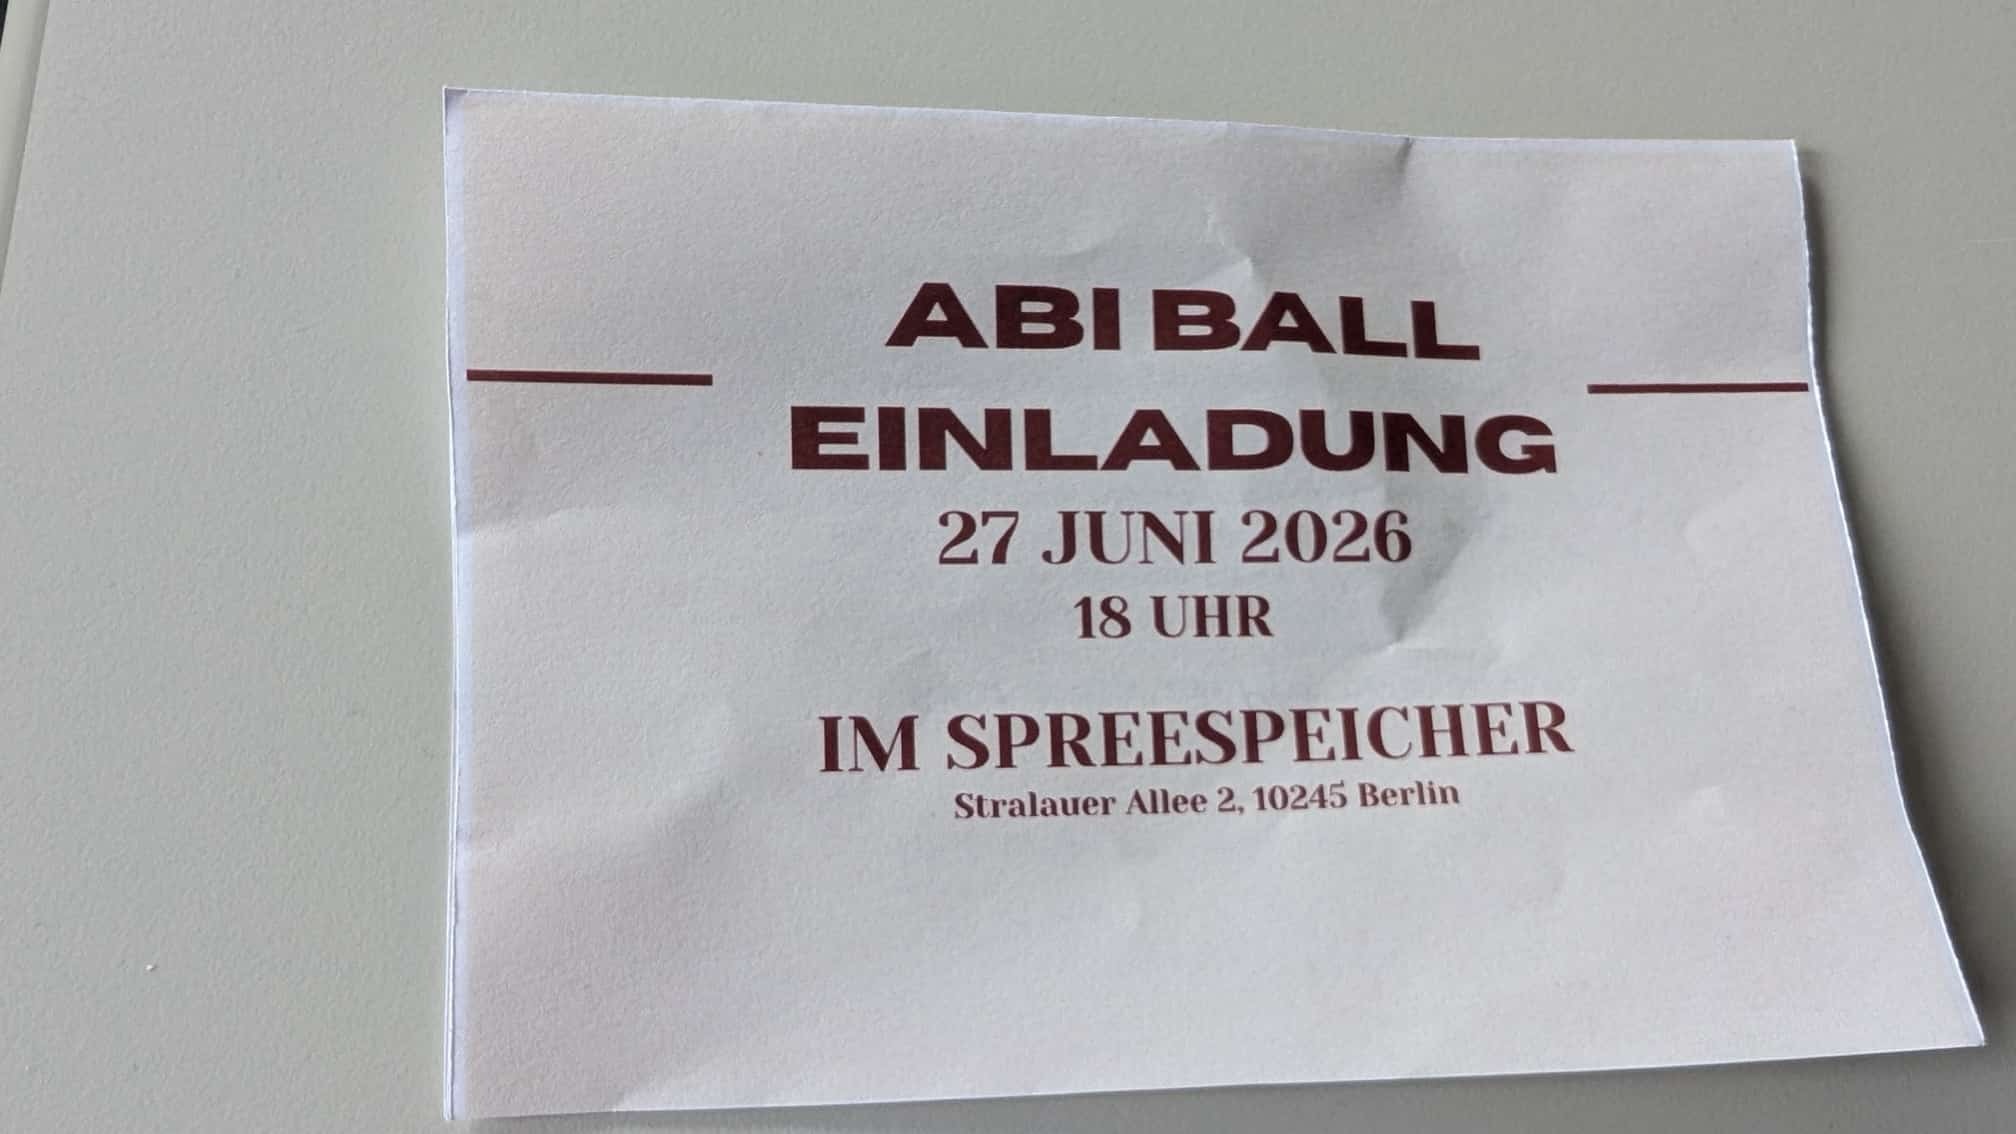 ABI BALL
EINLADUNG
27 JUNI 2026
18 UHR
IM SPREESPEICHER
Stralauer Allee 2, 10245 Berlin